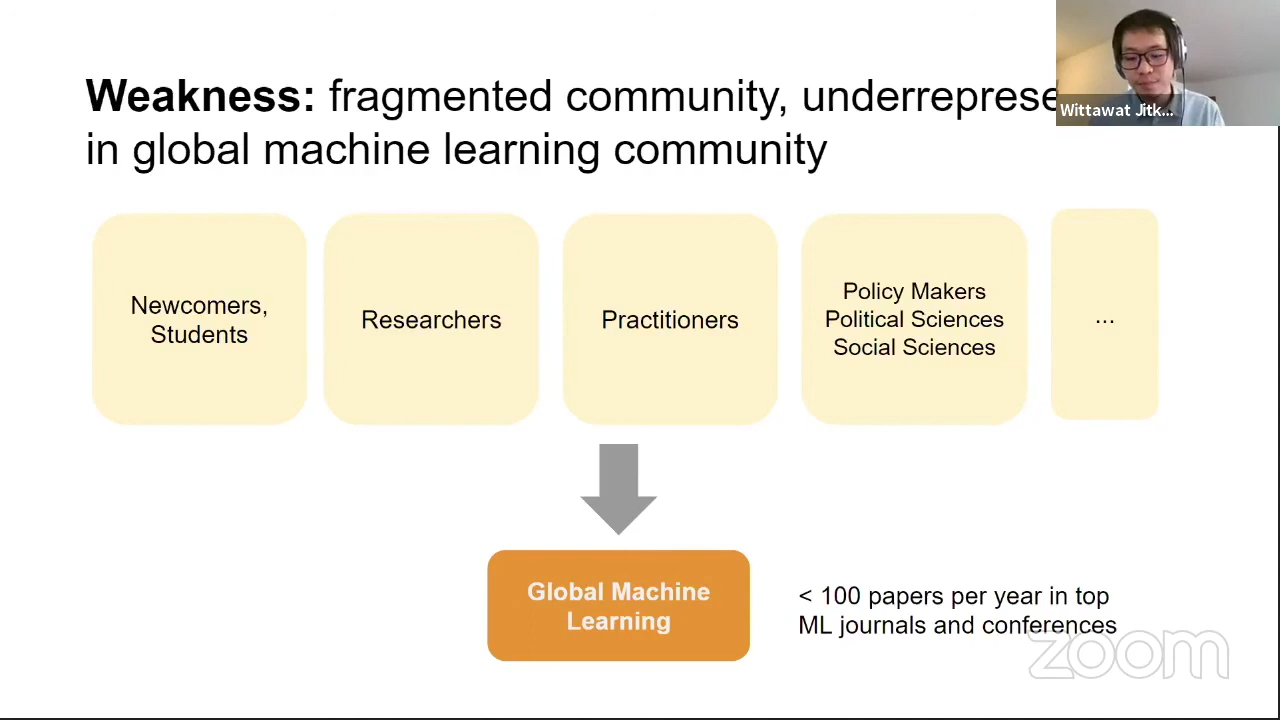 Weakness: fragmented community, underreprese
in global machine learning community
Wittawat Jitk...
Newcomers,
Students
Researchers
Practitioners
Policy Makers
Political Sciences
Social Sciences
...
Global Machine
Learning
< 100 papers per year in top
ML journals and conferences
zoom